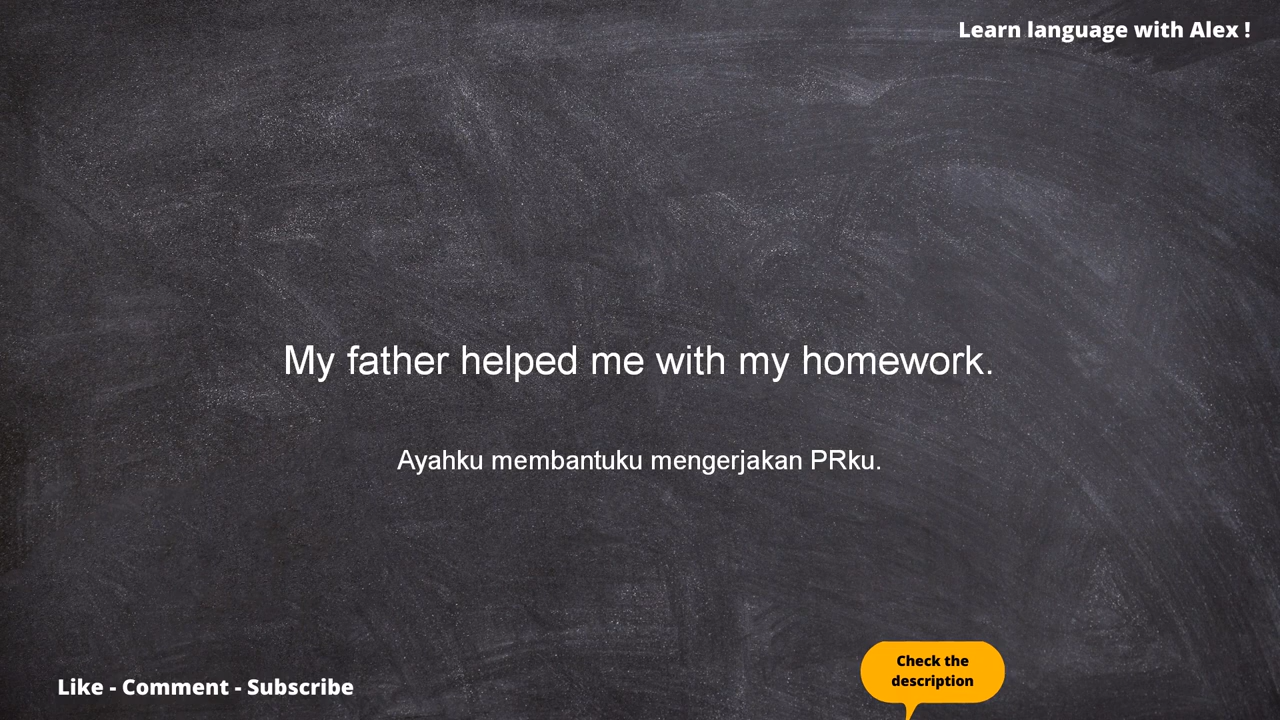 Learn language with Alex !
My father helped me with my homework.
Ayahku membantuku mengerjakan PRku.
Check the
description
Like - Comment - Subscribe